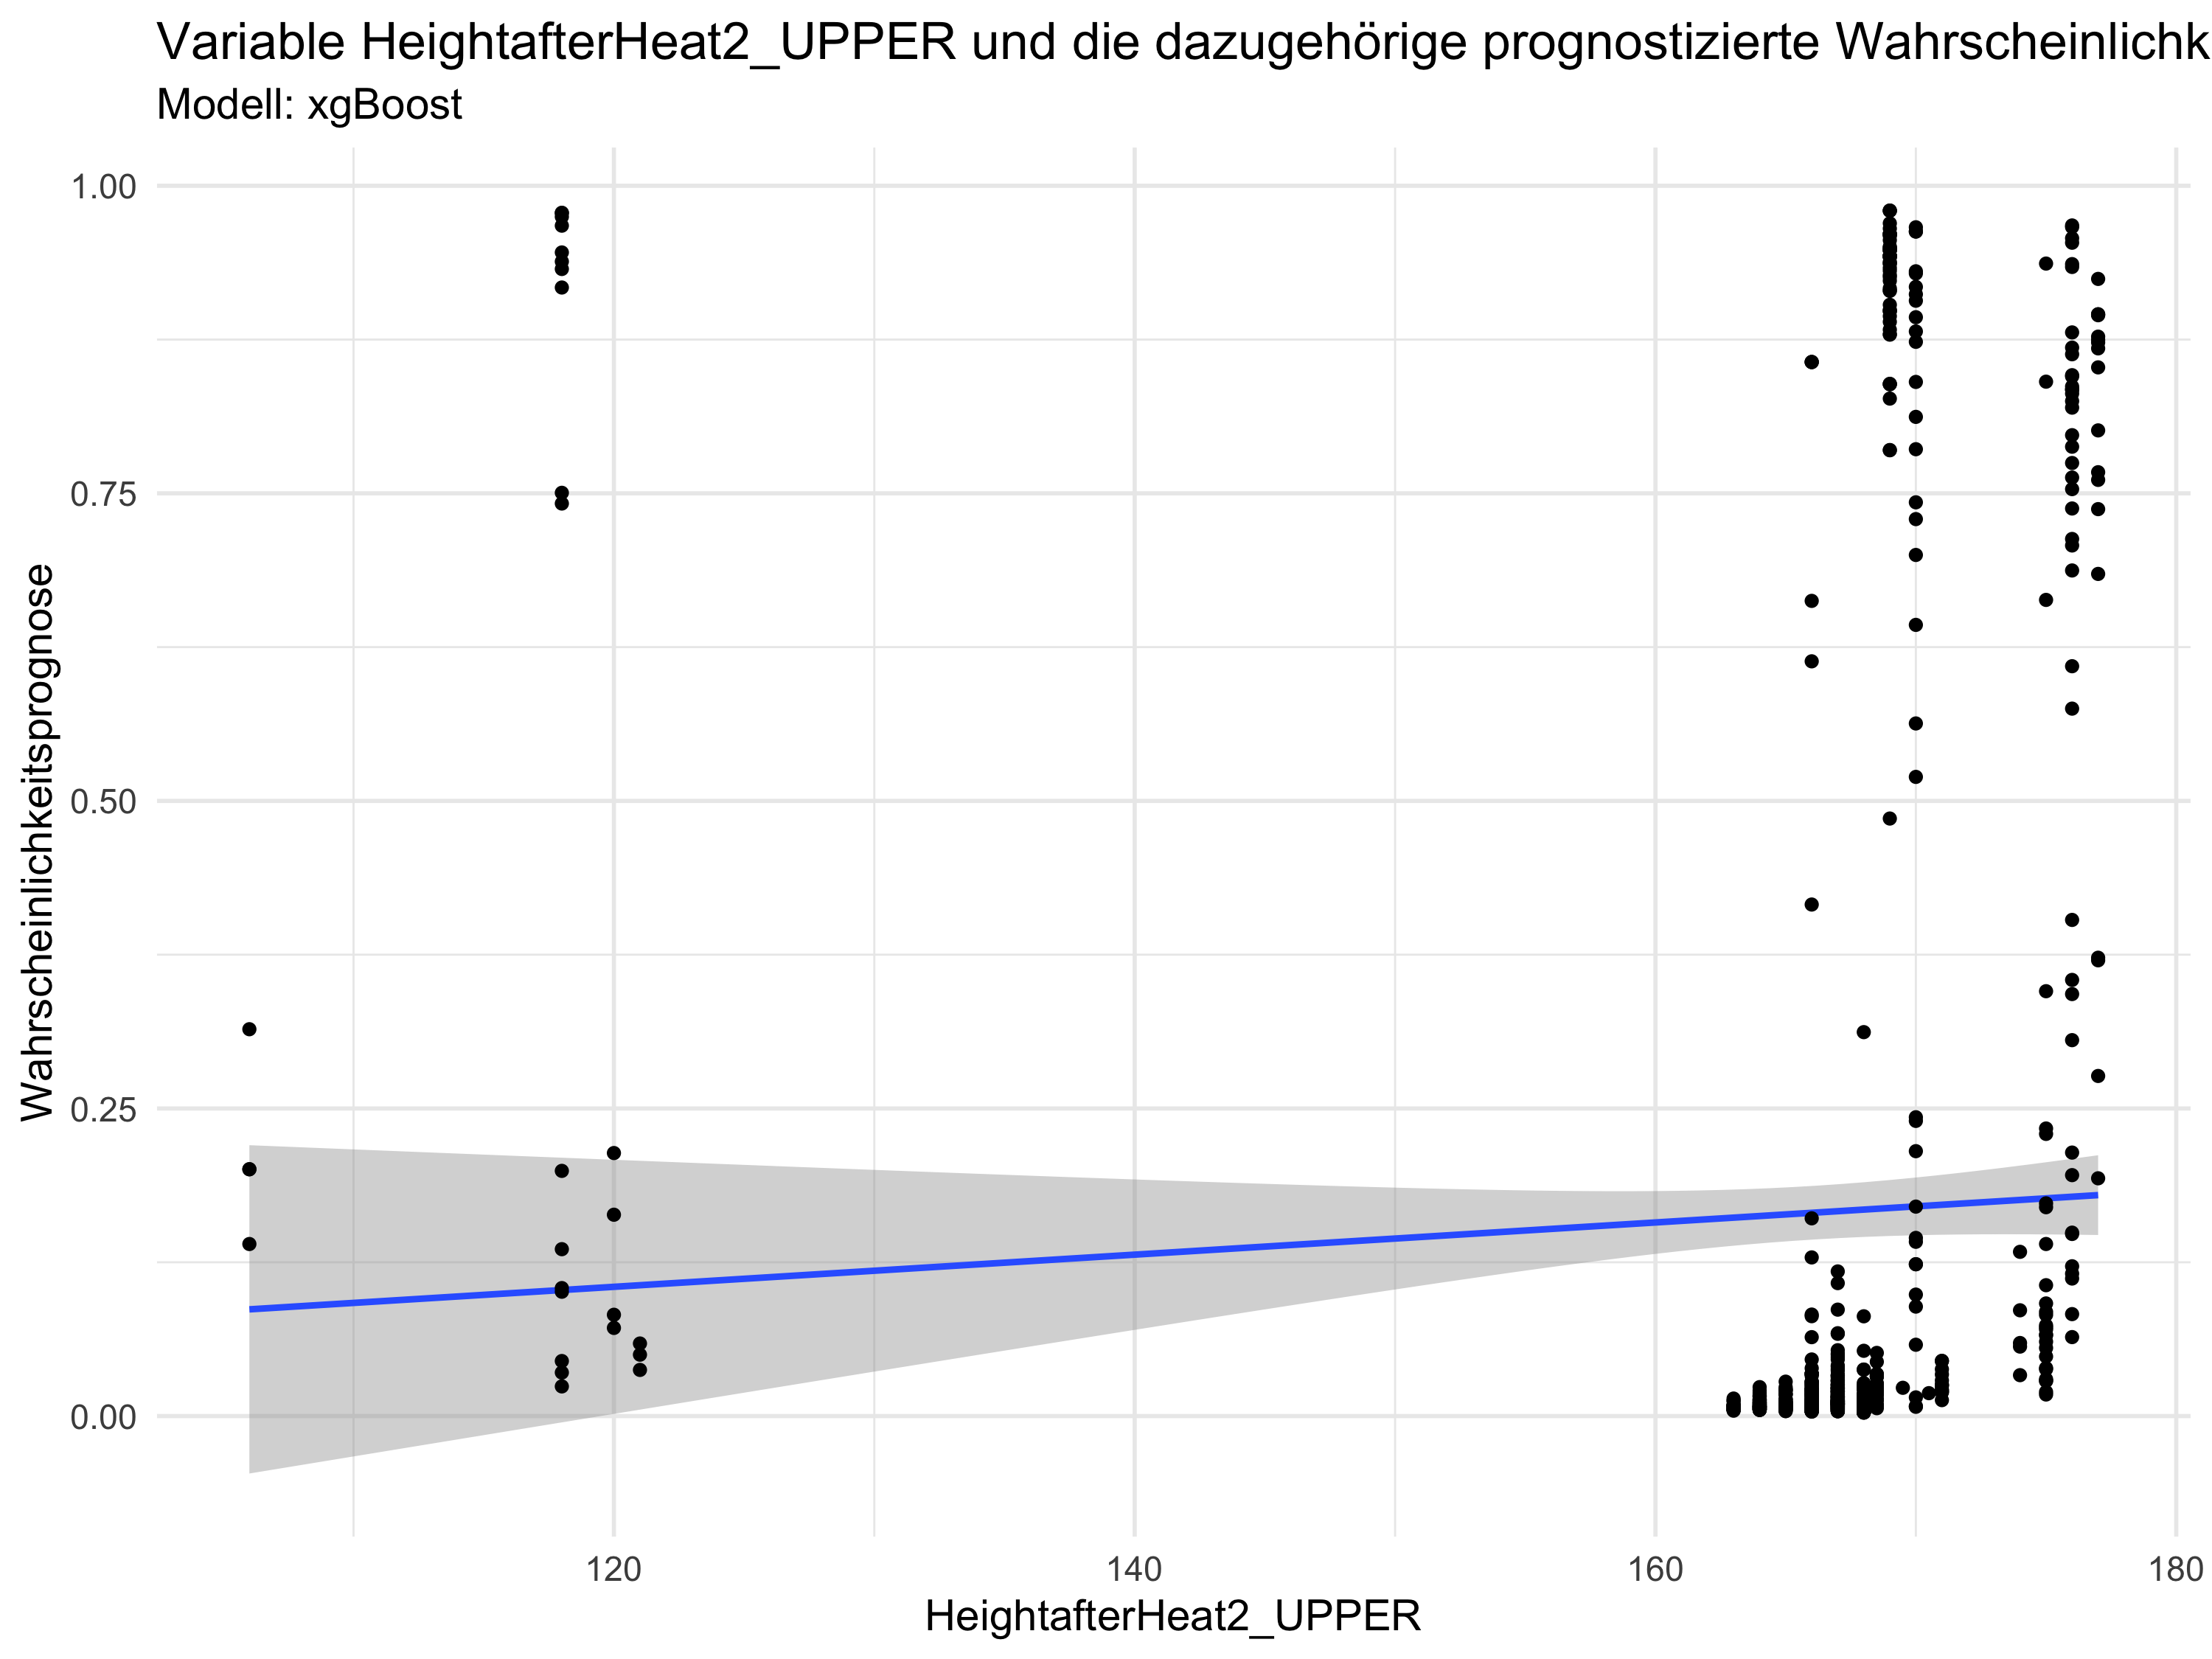 Variable HeightafterHeat2_UPPER und die dazugehörige prognostizierte Wahrscheinlichk
Modell: xgBoost
1.00
0.75
0.50
0.25
0.00
Wahrscheinlichkeitsprognose
120 140 160 180
HeightafterHeat2_UPPER